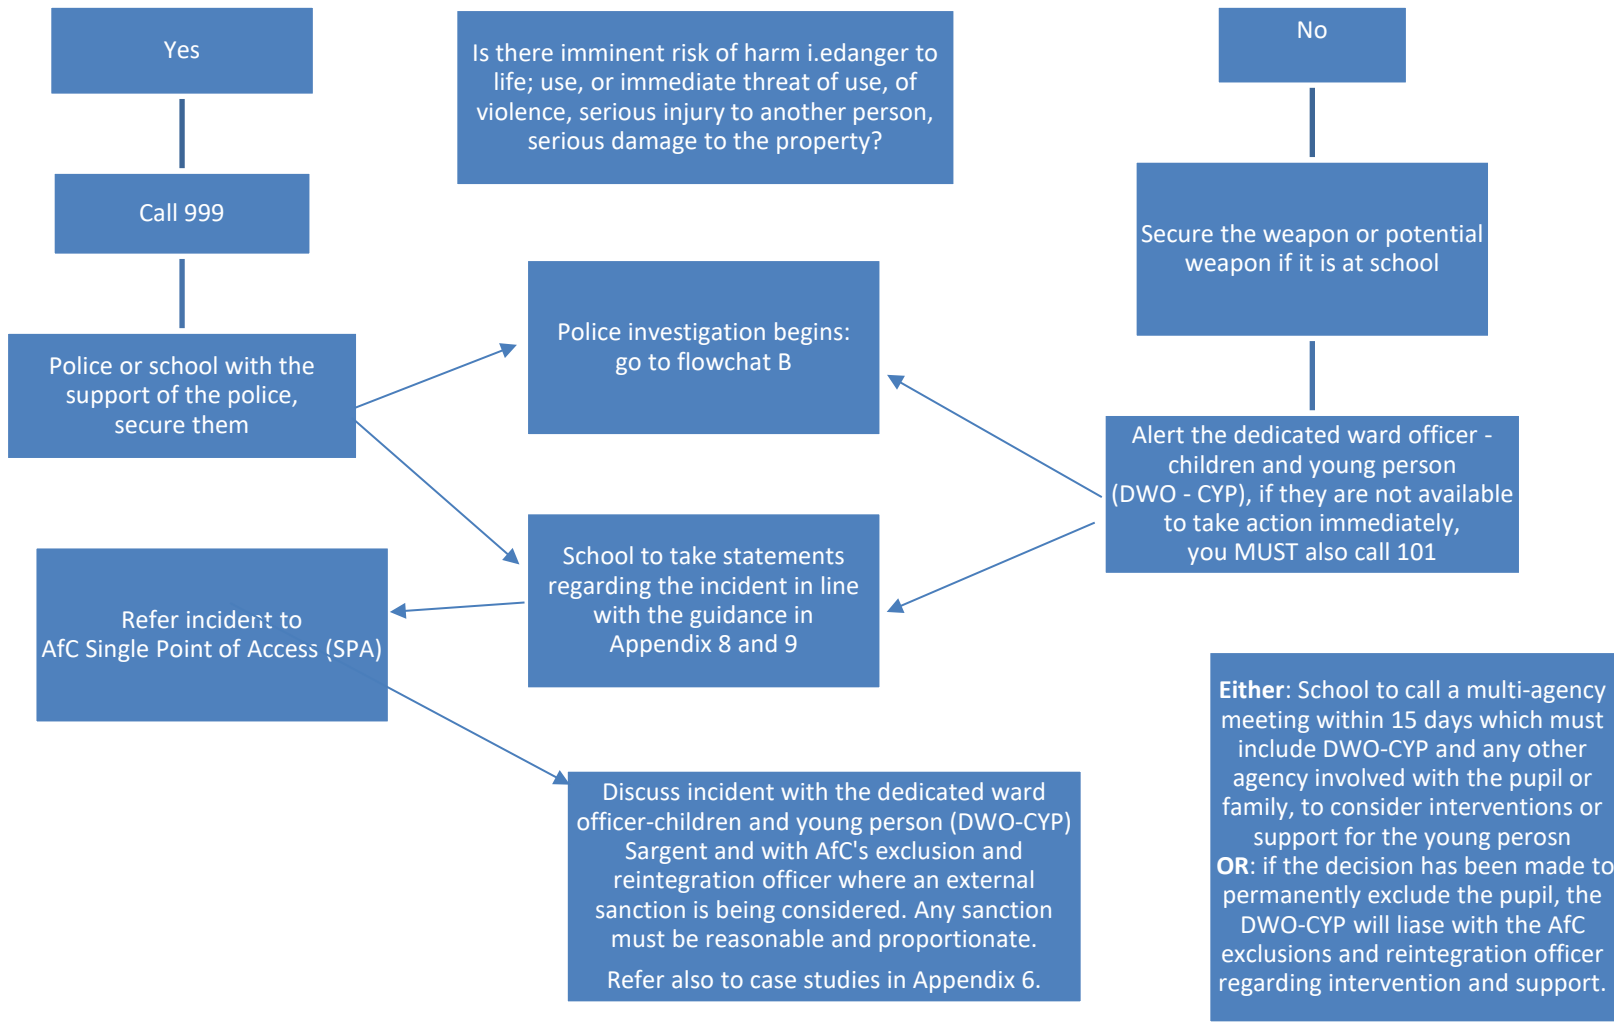 Yes
Is there imminent risk of harm i.edanger to
life; use, or immediate threat of use, of
violence, serious injury to another person,
serious damage to the property?
No
Call 999
Secure the weapon or potential
weapon if it is at school
Police or school with the
support of the police,
secure them
Police investigation begins:
go to flowchat B
Alert the dedicated ward officer -
children and young person
(DWO - CYP), if they are not available
to take action immediately,
you MUST also call 101
School to take statements
regarding the incident in line
with the guidance in
Appendix 8 and 9
Refer incident to
AfC Single Point of Access (SPA)
Discuss incident with the dedicated ward
officer-children and young person (DWO-CYP)
Sargent and with AfC's exclusion and
reintegration officer where an external
sanction is being considered. Any sanction
must be reasonable and proportionate.
Refer also to case studies in Appendix 6.
Either: School to call a multi-agency
meeting within 15 days which must
include DWO-CYP and any other
agency involved with the pupil or
family, to consider interventions or
support for the young perosn
OR: if the decision has been made to
permanently exclude the pupil, the
DWO-CYP will liase with the AfC
exclusions and reintegration officer
regarding intervention and support.